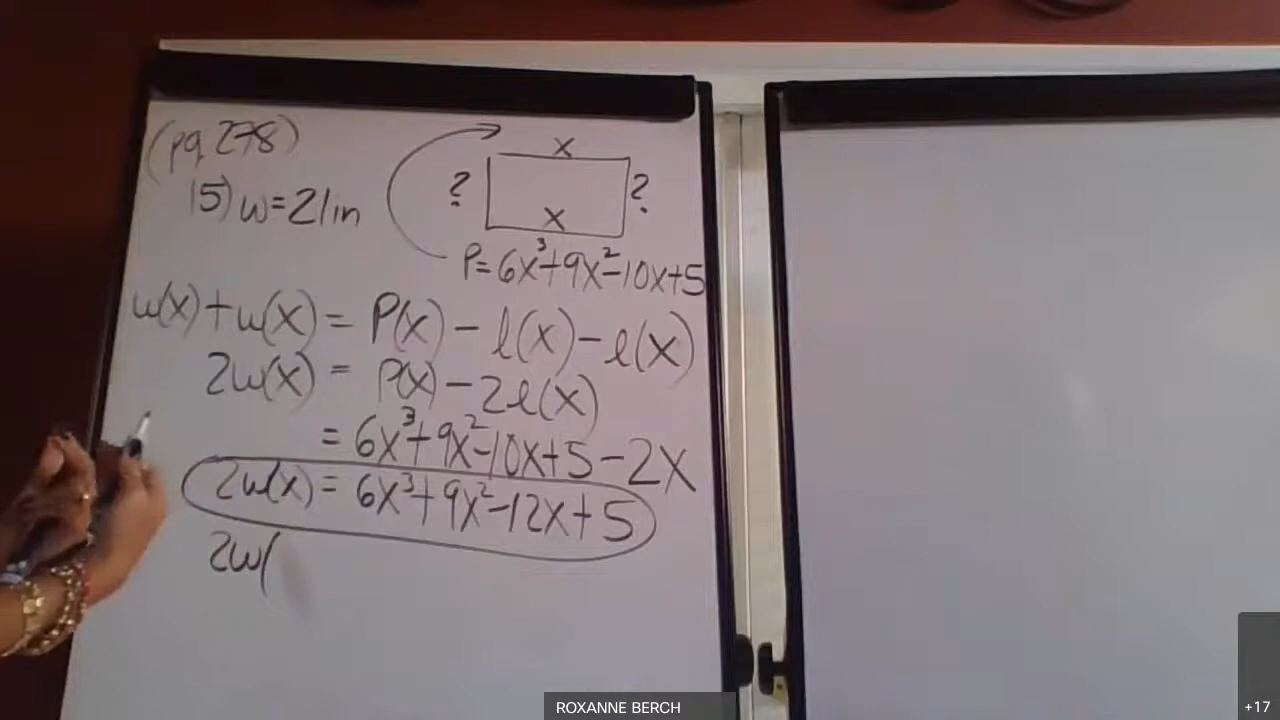 (pg 278)
15) w=21in
x
? ?
x
P=6x³+9x²-10x+5
w(x)+w(x) = P(x) - l(x) - l(x)
2w(x) = P(x) - 2l(x)
= 6x³+9x²-10x+5-2x
2w(x) = 6x³+9x²-12x+5
2w(
ROXANNE BERCH
+17